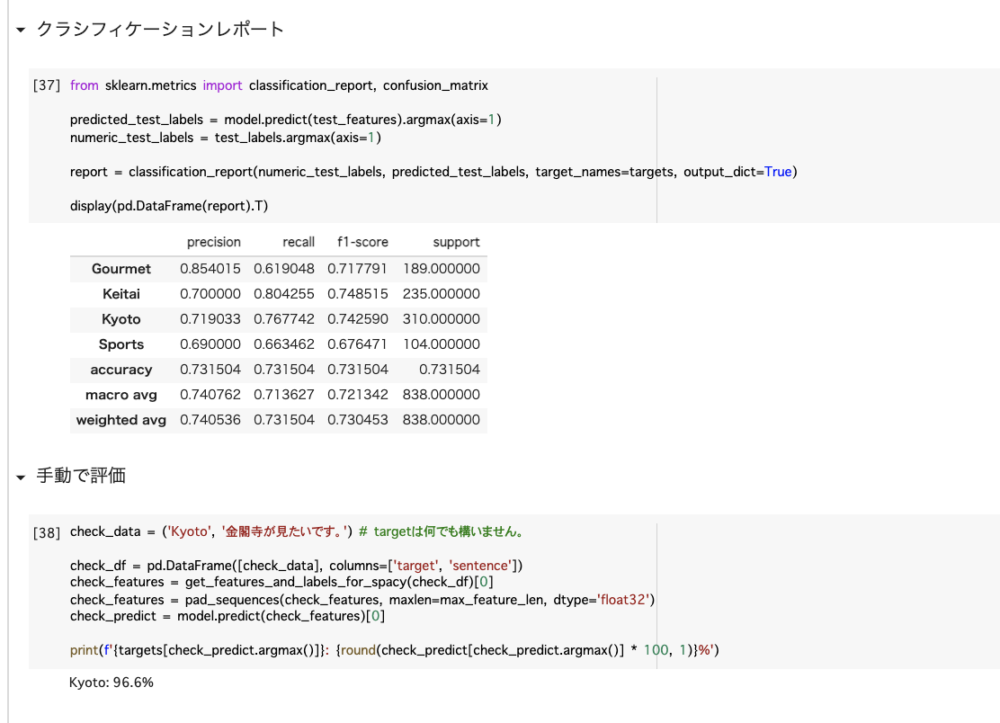 クラシフィケーションレポート
[37] from sklearn.metrics import classification_report, confusion_matrix
predicted_test_labels = model.predict(test_features).argmax(axis=1)
numeric_test_labels = test_labels.argmax(axis=1)
report = classification_report(numeric_test_labels, predicted_test_labels, target_names=targets, output_dict=True)
display(pd.DataFrame(report).T)
precision recall f1-score support
Gourmet 0.854015 0.619048 0.717791 189.000000
Keitai 0.700000 0.804255 0.748515 235.000000
Kyoto 0.719033 0.767742 0.742590 310.000000
Sports 0.690000 0.663462 0.676471 104.000000
accuracy 0.731504 0.731504 0.731504 0.731504
macro avg 0.740762 0.713627 0.721342 838.000000
weighted avg 0.740536 0.731504 0.730453 838.000000
手動で評価
[38] check_data = ('Kyoto', '金閣寺が見たいです。') # targetは何でも構いません。
check_df = pd.DataFrame([check_data], columns=['target', 'sentence'])
check_features = get_features_and_labels_for_spacy(check_df)[0]
check_features = pad_sequences(check_features, maxlen=max_feature_len, dtype='float32')
check_predict = model.predict(check_features)[0]
print(f'{targets[check_predict.argmax()]}: {round(check_predict[check_predict.argmax()] * 100, 1)}%')
Kyoto: 96.6%